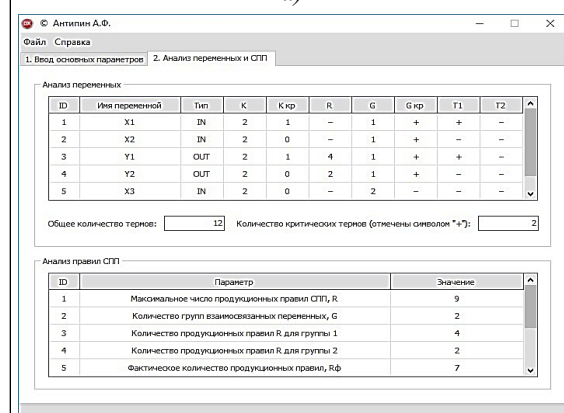 © Антипин А.Ф.
Файл Справка
1. Ввод основных параметров 2. Анализ переменных и СПП
Анализ переменных
ID Имя переменной Тип K K кр R G G кр T1 T2
1 X1 IN 2 1 – 1 + + –
2 X2 IN 2 0 – 1 + – –
3 Y1 OUT 2 1 4 1 + + –
4 Y2 OUT 2 0 2 1 + – –
5 X3 IN 2 0 – 2 – – –
Общее количество термов: 12 Количество критических термов (отмечены символом "+"): 2
Анализ правил СПП
ID Параметр Значение
1 Максимальное число продукционных правил СПП, R 9
2 Количество групп взаимосвязанных переменных, G 2
3 Количество продукционных правил R для группы 1 4
4 Количество продукционных правил R для группы 2 2
5 Фактическое количество продукционных правил, Rф 7